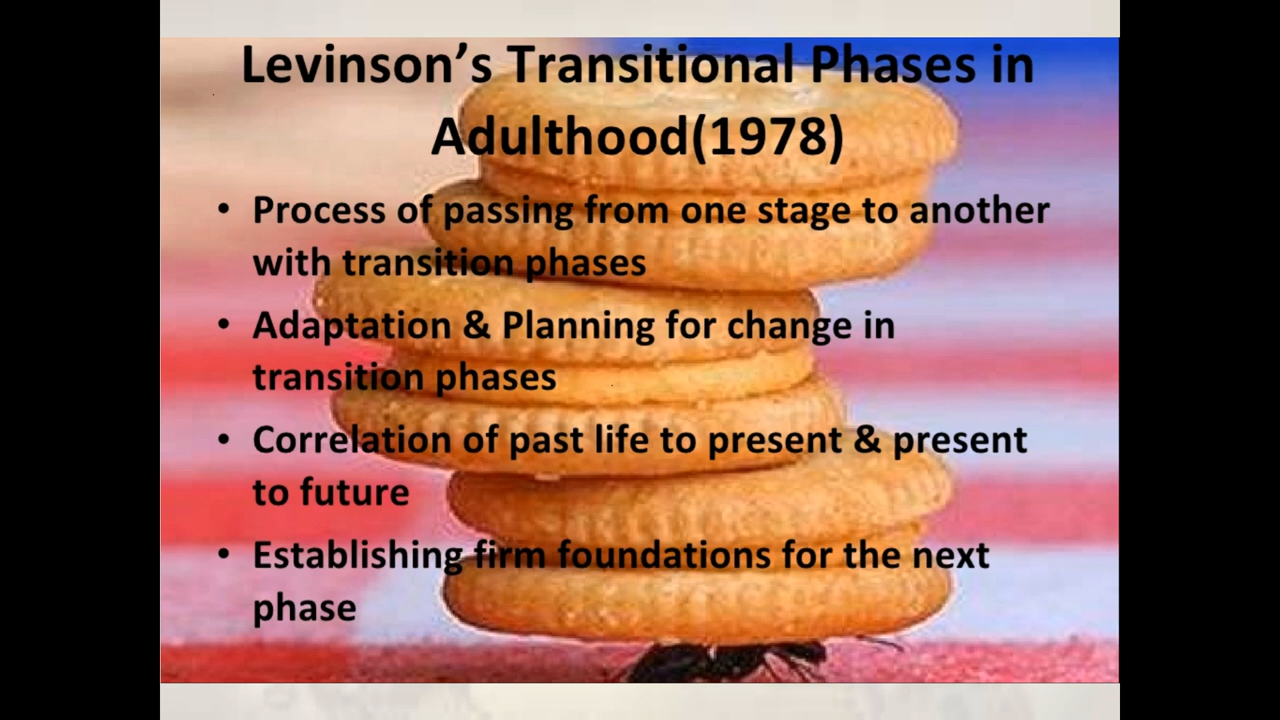 Levinson’s Transitional Phases in
Adulthood(1978)
• Process of passing from one stage to another
with transition phases
• Adaptation & Planning for change in
transition phases
• Correlation of past life to present & present
to future
• Establishing firm foundations for the next
phase